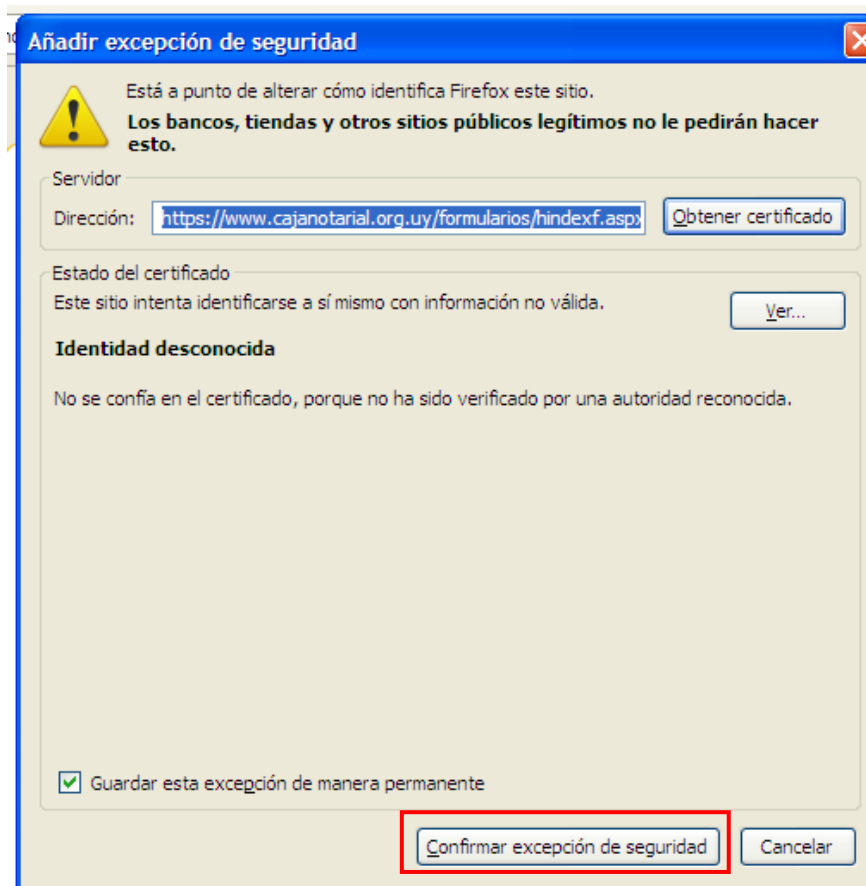 Añadir excepción de seguridad
Está a punto de alterar cómo identifica Firefox este sitio.
Los bancos, tiendas y otros sitios públicos legítimos no le pedirán hacer
esto.
Servidor
Dirección: https://www.cajanotarial.org.uy/formularios/hindexf.aspx Obtener certificado
Estado del certificado
Este sitio intenta identificarse a sí mismo con información no válida.
Ver...
Identidad desconocida
No se confía en el certificado, porque no ha sido verificado por una autoridad reconocida.
Guardar esta excepción de manera permanente
Confirmar excepción de seguridad Cancelar